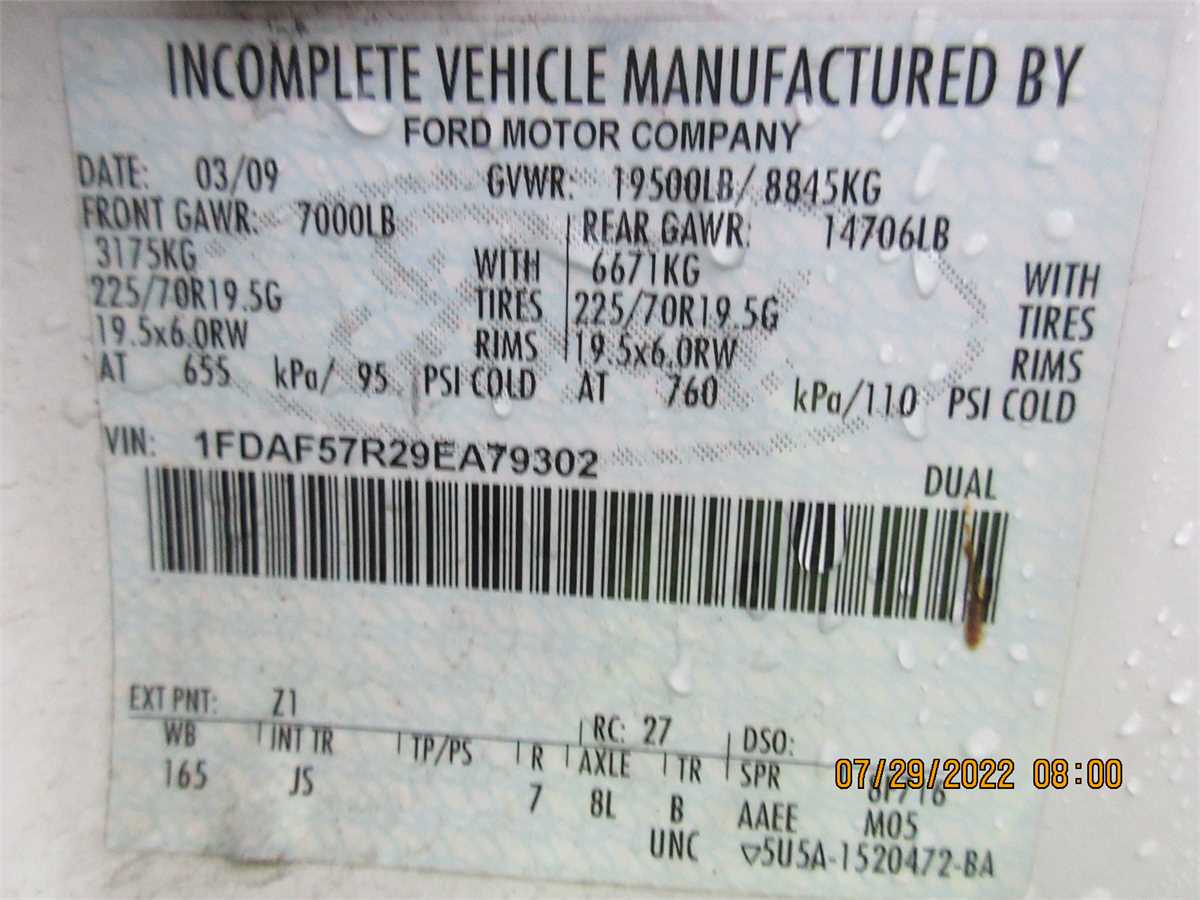 INCOMPLETE VEHICLE MANUFACTURED BY
FORD MOTOR COMPANY
DATE: 03/09 GVWR: 19500LB/ 8845KG
FRONT GAWR: 7000LB REAR GAWR: 14706LB
3175KG WITH 6671KG WITH
225/70R19.5G TIRES 225/70R19.5G TIRES
19.5x6.0RW RIMS 19.5x6.0RW RIMS
AT 655 kPa/ 95 PSI COLD AT 760 kPa/110 PSI COLD
VIN: 1FDAF57R29EA79302
DUAL
EXT PNT: Z1 RC: 27 DSO:
WB INT TR TP/PS R AXLE TR SPR
07/29/2022 08:00
165 JS 7 8L B AAEE M05
UNC ▽5U5A-1520472-BA